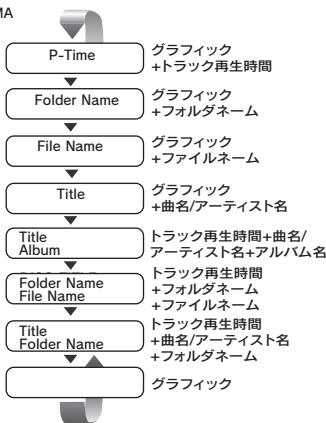 MA
P-Time
グラフィック
+トラック再生時間
Folder Name
グラフィック
+フォルダネーム
File Name
グラフィック
+ファイルネーム
Title
グラフィック
+曲名/アーティスト名
Title
Album
トラック再生時間+曲名/
アーティスト名+アルバム名
Folder Name
File Name
トラック再生時間
+フォルダネーム
+ファイルネーム
Title
Folder Name
トラック再生時間
+曲名/アーティスト名
+フォルダネーム
グラフィック